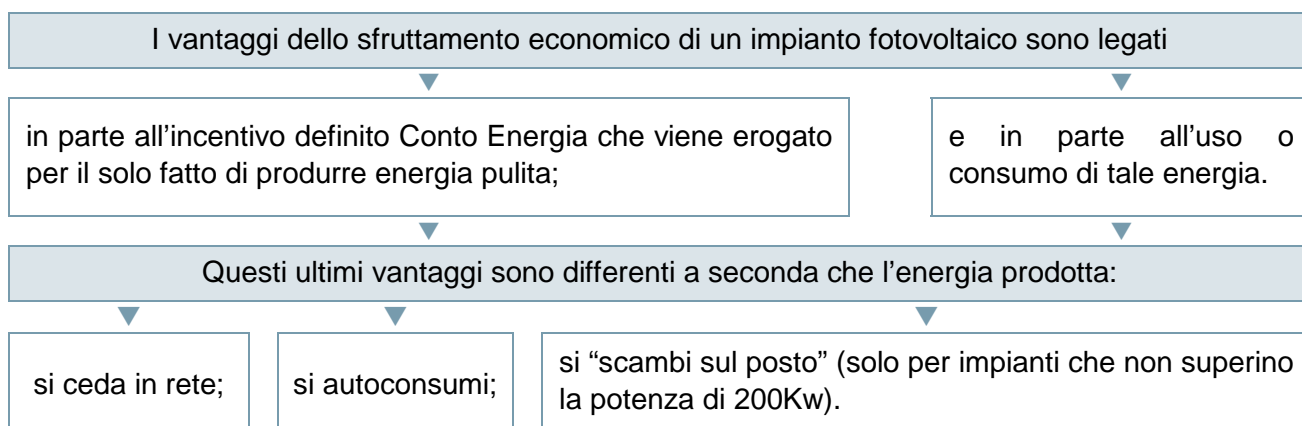 I vantaggi dello sfruttamento economico di un impianto fotovoltaico sono legati
in parte all’incentivo definito Conto Energia che viene erogato
per il solo fatto di produrre energia pulita;
e in parte all’uso o
consumo di tale energia.
Questi ultimi vantaggi sono differenti a seconda che l’energia prodotta:
si ceda in rete;
si autoconsumi;
si “scambi sul posto” (solo per impianti che non superino
la potenza di 200Kw).